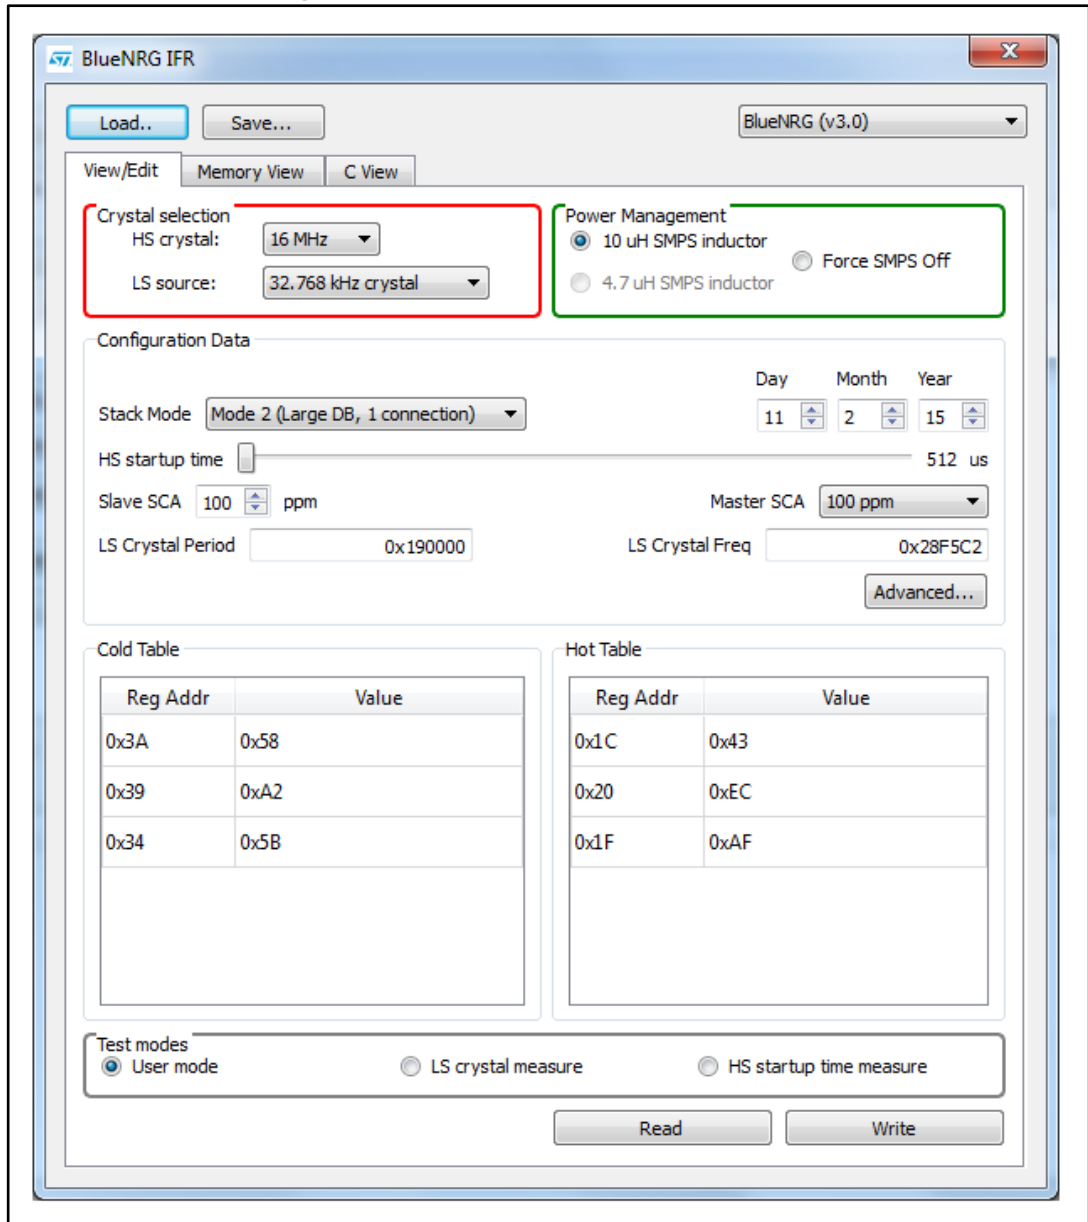 BlueNRG IFR
Load..
Save...
BlueNRG (v3.0)
View/Edit
Memory View
C View
Crystal selection
HS crystal:
16 MHz
LS source:
32.768 kHz crystal
Power Management
10 uH SMPS inductor
Force SMPS Off
4.7 uH SMPS inductor
Configuration Data
Day Month Year
Stack Mode Mode 2 (Large DB, 1 connection) 11 2 15
HS startup time 512 us
Slave SCA 100 ppm Master SCA 100 ppm
LS Crystal Period 0x190000 LS Crystal Freq 0x28F5C2
Advanced...
Cold Table
Reg Addr Value
0x3A 0x58
0x39 0xA2
0x34 0x5B
Hot Table
Reg Addr Value
0x1C 0x43
0x20 0xEC
0x1F 0xAF
Test modes
User mode LS crystal measure HS startup time measure
Read Write